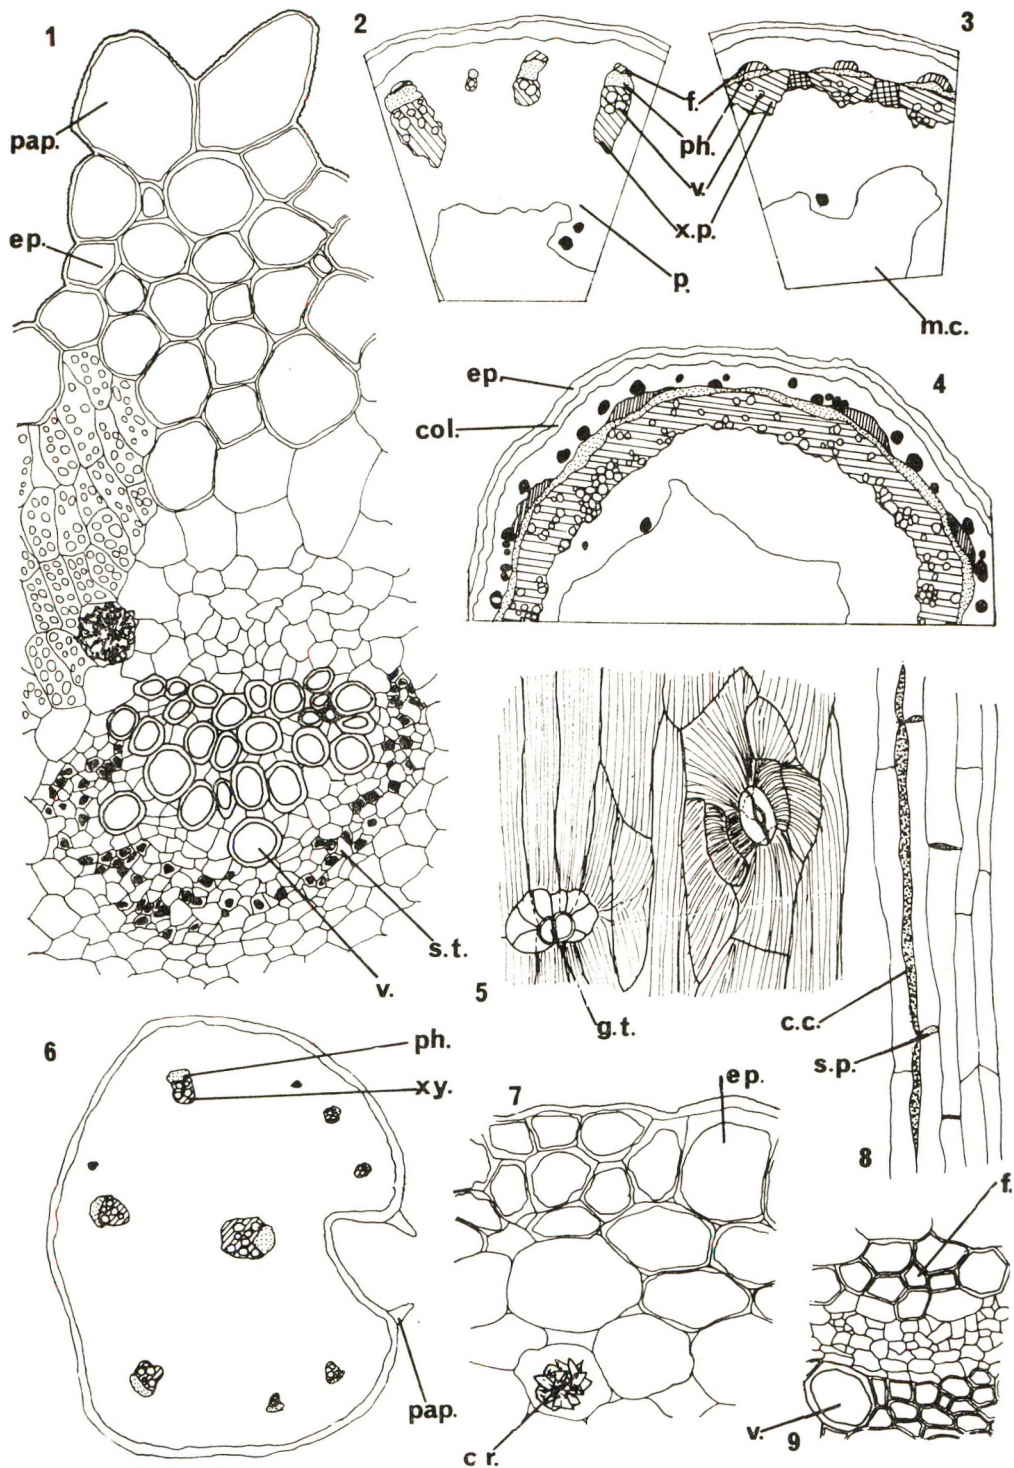 1
2
3
pap.
f.
ph.
v.
x.p.
ep.
p.
m.c.
ep.
4
col.
s.t.
v.
5
g.t.
c.c.
s.p.
6
ph.
xy.
7
ep.
8
f.
pap.
v.
9
c r.